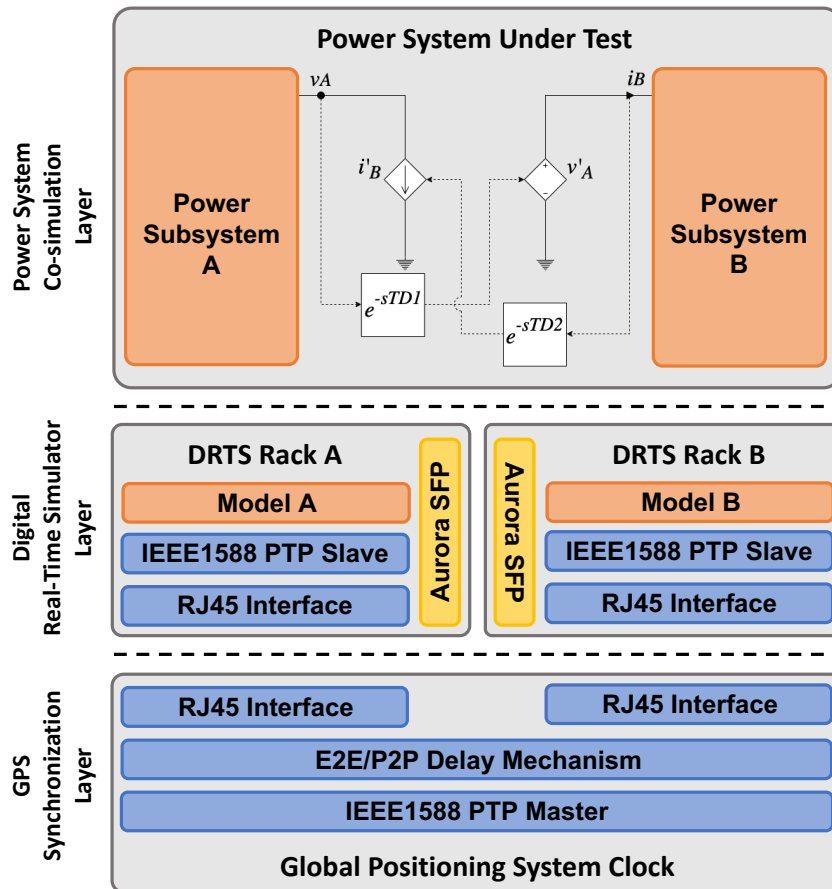 Power System Under Test
Power System
Co-simulation
Layer
Power
Subsystem
A
vA
i'B
+
-
v'A
iB
e-sTD1
e-sTD2
Power
Subsystem
B
Digital
Real-Time Simulator
Layer
DRTS Rack A
Model A
IEEE1588 PTP Slave
RJ45 Interface
Aurora SFP
Aurora SFP
DRTS Rack B
Model B
IEEE1588 PTP Slave
RJ45 Interface
GPS
Synchronization
Layer
RJ45 Interface
RJ45 Interface
E2E/P2P Delay Mechanism
IEEE1588 PTP Master
Global Positioning System Clock